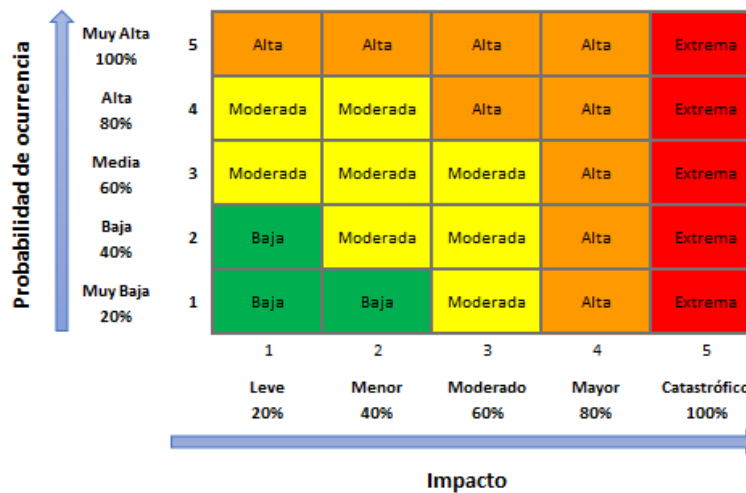 Probabilidad de ocurrencia
Muy Alta 5 Alta Alta Alta Alta Extrema
100%
Alta 4 Moderada Moderada Alta Alta Extrema
80%
Media 3 Moderada Moderada Moderada Alta Extrema
60%
Baja 2 Baja Moderada Moderada Alta Extrema
40%
Muy Baja 1 Baja Baja Moderada Alta Extrema
20%
1 2 3 4 5
Leve Menor Moderado Mayor Catastrófico
20% 40% 60% 80% 100%
Impacto